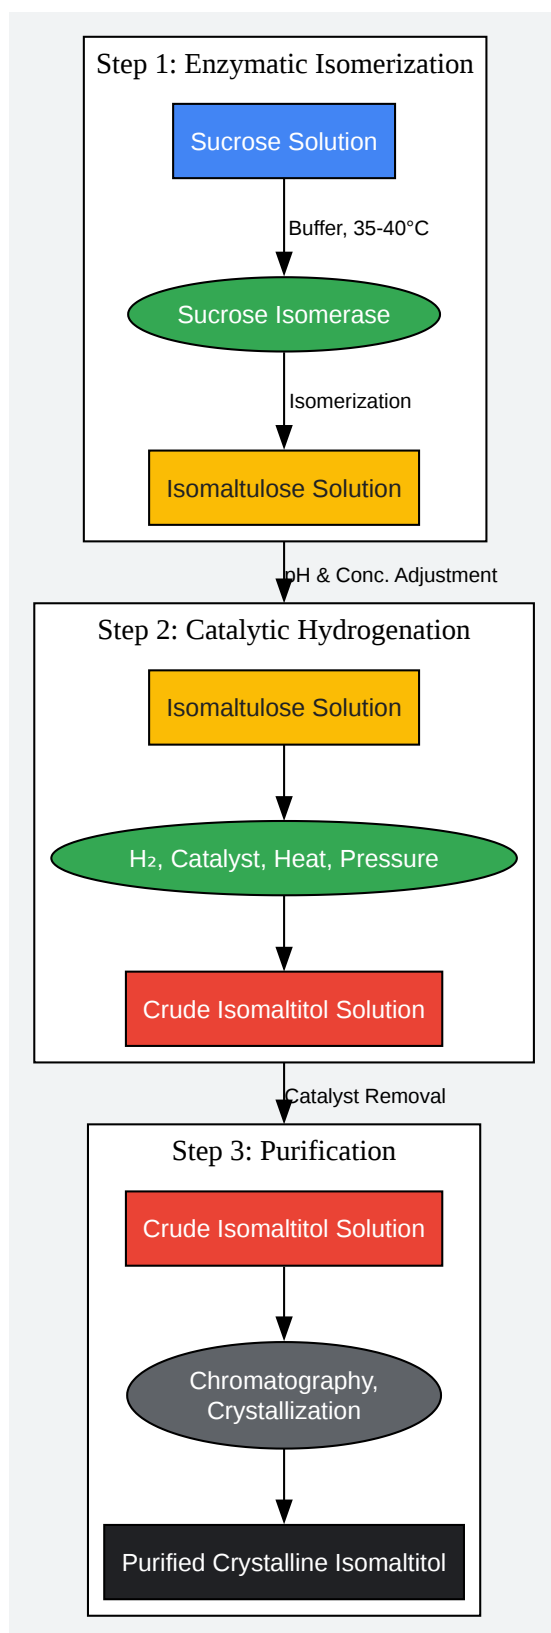 Step 1: Enzymatic Isomerization
Sucrose Solution
Buffer, 35-40°C
Sucrose Isomerase
Isomerization
Isomaltulose Solution
pH & Conc. Adjustment
Step 2: Catalytic Hydrogenation
Isomaltulose Solution
H₂, Catalyst, Heat, Pressure
Crude Isomaltitol Solution
Catalyst Removal
Step 3: Purification
Crude Isomaltitol Solution
Chromatography,
Crystallization
Purified Crystalline Isomaltitol